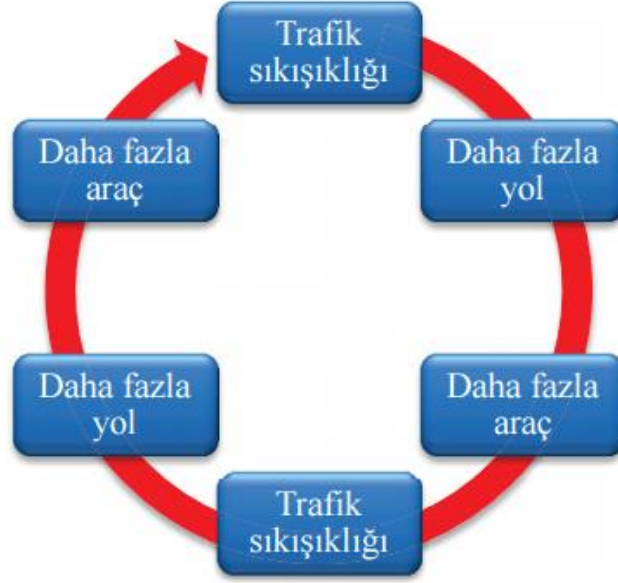 Trafik
sıkışıklığı
Daha fazla
yol
Daha fazla
araç
Trafik
sıkışıklığı
Daha fazla
yol
Daha fazla
araç